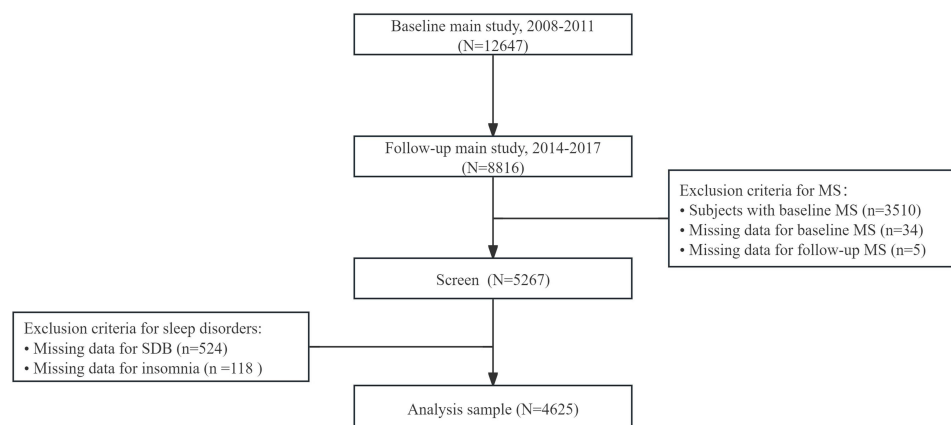 Baseline main study, 2008-2011
(N=12647)
Follow-up main study, 2014-2017
(N=8816)
Exclusion criteria for MS：
• Subjects with baseline MS (n=3510)
• Missing data for baseline MS (n=34)
• Missing data for follow-up MS (n=5)
Screen  (N=5267)
Exclusion criteria for sleep disorders:
• Missing data for SDB (n=524)
• Missing data for insomnia (n =118 )
Analysis sample (N=4625)